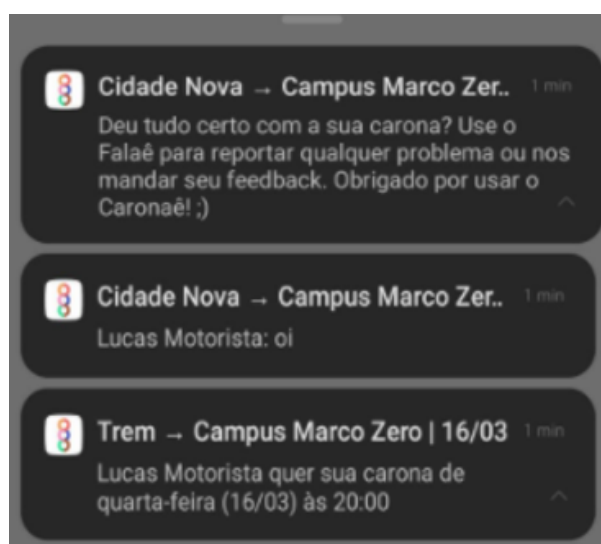 Cidade Nova → Campus Marco Zer.. 1 min
Deu tudo certo com a sua carona? Use o
Falaê para reportar qualquer problema ou nos
mandar seu feedback. Obrigado por usar o
Caronaê! ;)
Cidade Nova → Campus Marco Zer.. 1 min
Lucas Motorista: oi
Trem → Campus Marco Zero | 16/03 1 min
Lucas Motorista quer sua carona de
quarta-feira (16/03) às 20:00